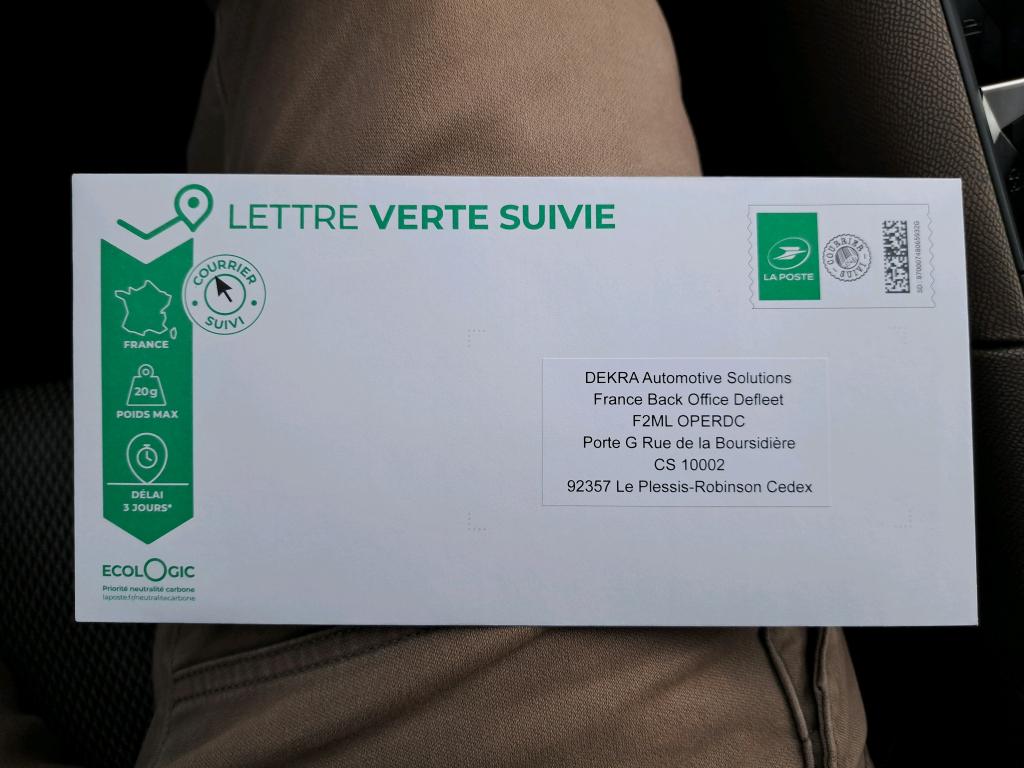 LETTRE VERTE SUIVIE
COURRIER
SUIVI
FRANCE
20g
POIDS MAX
DÉLAI
3 JOURS*
ECOLOGIC
Priorité neutralité carbone
laposte.fr/neutralitecarbone
LA POSTE
COURRIER
SUIVI
DEKRA Automotive Solutions
France Back Office Defleet
F2ML OPERDC
Porte G Rue de la Boursidière
CS 10002
92357 Le Plessis-Robinson Cedex